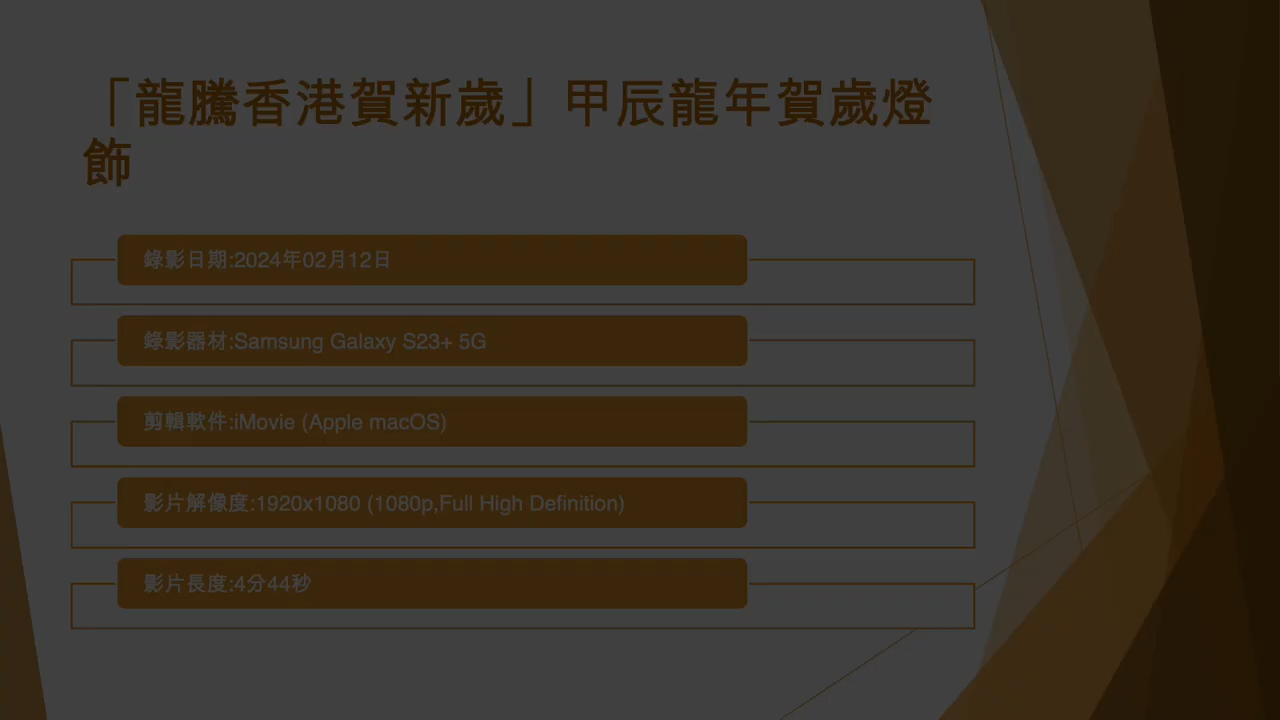 「龍騰香港賀新歲」甲辰龍年賀歲燈
飾
錄影日期:2024年02月12日
錄影器材:Samsung Galaxy S23+ 5G
剪輯軟件:iMovie (Apple macOS)
影片解像度:1920x1080 (1080p,Full High Definition)
影片長度:4分44秒